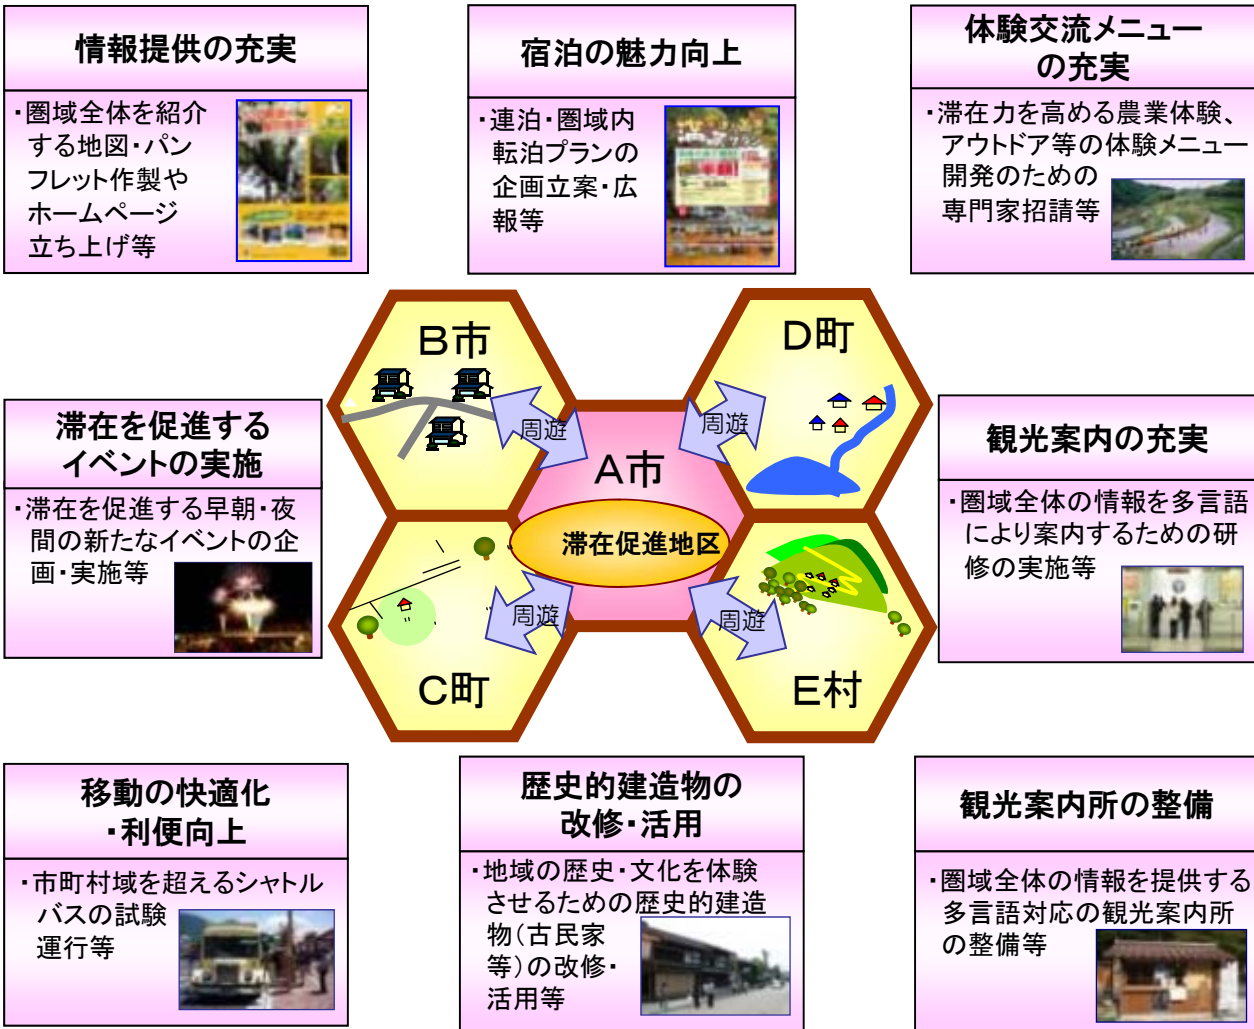 情報提供の充実
・圏域全体を紹介
する地図・パン
フレット作製や
ホームページ
立ち上げ等
宿泊の魅力向上
・連泊・圏域内
転泊プランの
企画立案・広
報等
体験交流メニュー
の充実
・滞在力を高める農業体験、
アウトドア等の体験メニュー
開発のための
専門家招請等
滞在を促進する
イベントの実施
・滞在を促進する早朝・夜
間の新たなイベントの企
画・実施等
B市
周遊
D町
周遊
A市
滞在促進地区
C町
周遊
E村
周遊
観光案内の充実
・圏域全体の情報を多言語
により案内するための研
修の実施等
移動の快適化
・利便向上
・市町村域を超えるシャトル
バスの試験
運行等
歴史的建造物の
改修・活用
・地域の歴史・文化を体験
させるための歴史的建造
物(古民家
等)の改修・
活用等
観光案内所の整備
・圏域全体の情報を提供する
多言語対応の観光案内所
の整備等